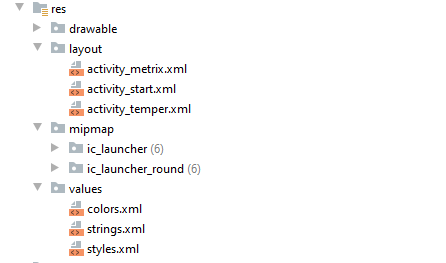 res
drawable
layout
activity_metrix.xml
activity_start.xml
activity_temper.xml
mipmap
ic_launcher (6)
ic_launcher_round (6)
values
colors.xml
strings.xml
styles.xml